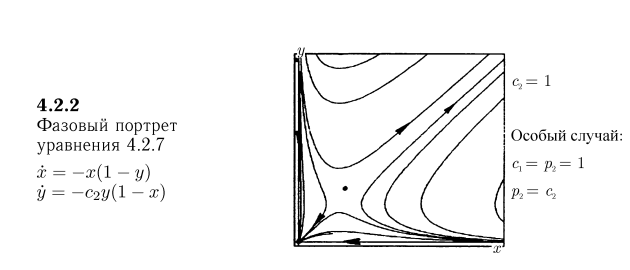 4.2.2
Фазовый портрет
уравнения 4.2.7
ẋ = −x(1 − y)
ẏ = −c₂y(1 − x)
y
x
c₂ = 1
Особый случай:
c₁ = p₂ = 1
p₂ = c₂